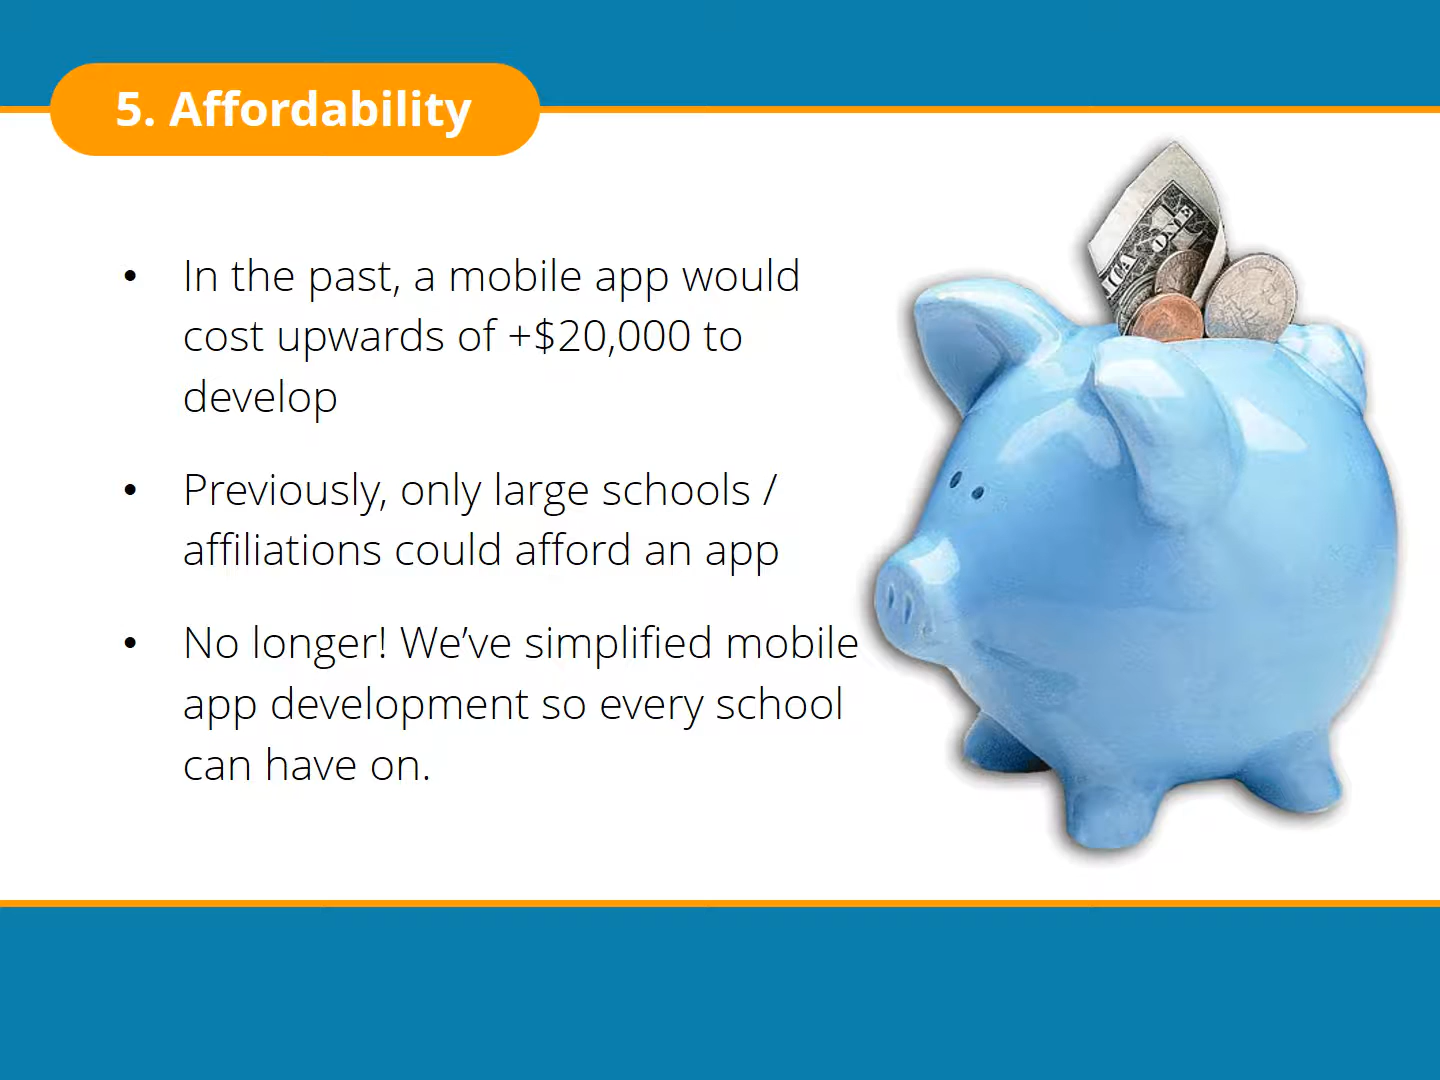 5. Affordability
• In the past, a mobile app would
cost upwards of +$20,000 to
develop
• Previously, only large schools /
affiliations could afford an app
• No longer! We’ve simplified mobile
app development so every school
can have on.
ICA
ONE